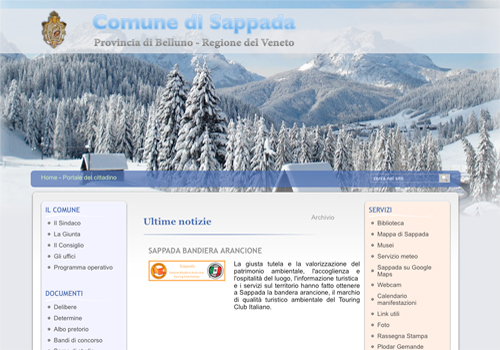 Comune di Sappada
Provincia di Belluno - Regione del Veneto
Home - Portale del cittadino
cerca nel sito
IL COMUNE
Il Sindaco
La Giunta
Il Consiglio
Gli uffici
Programma operativo
DOCUMENTI
Delibere
Determine
Albo pretorio
Bandi di concorso
Ultime notizie
Archivio
SAPPADA BANDIERA ARANCIONE
La giusta tutela e la valorizzazione del
patrimonio ambientale, l'accoglienza e
l'ospitalità del luogo, l'informazione turistica
e i servizi sul territorio hanno fatto ottenere
a Sappada la bandiera arancione, il marchio
di qualità turistico ambientale del Touring
Club Italiano.
SERVIZI
Biblioteca
Mappa di Sappada
Musei
Servizio meteo
Sappada su Google
Maps
Webcam
Calendario
manifestazioni
Link utili
Foto
Rassegna Stampa
Plodar Gemande